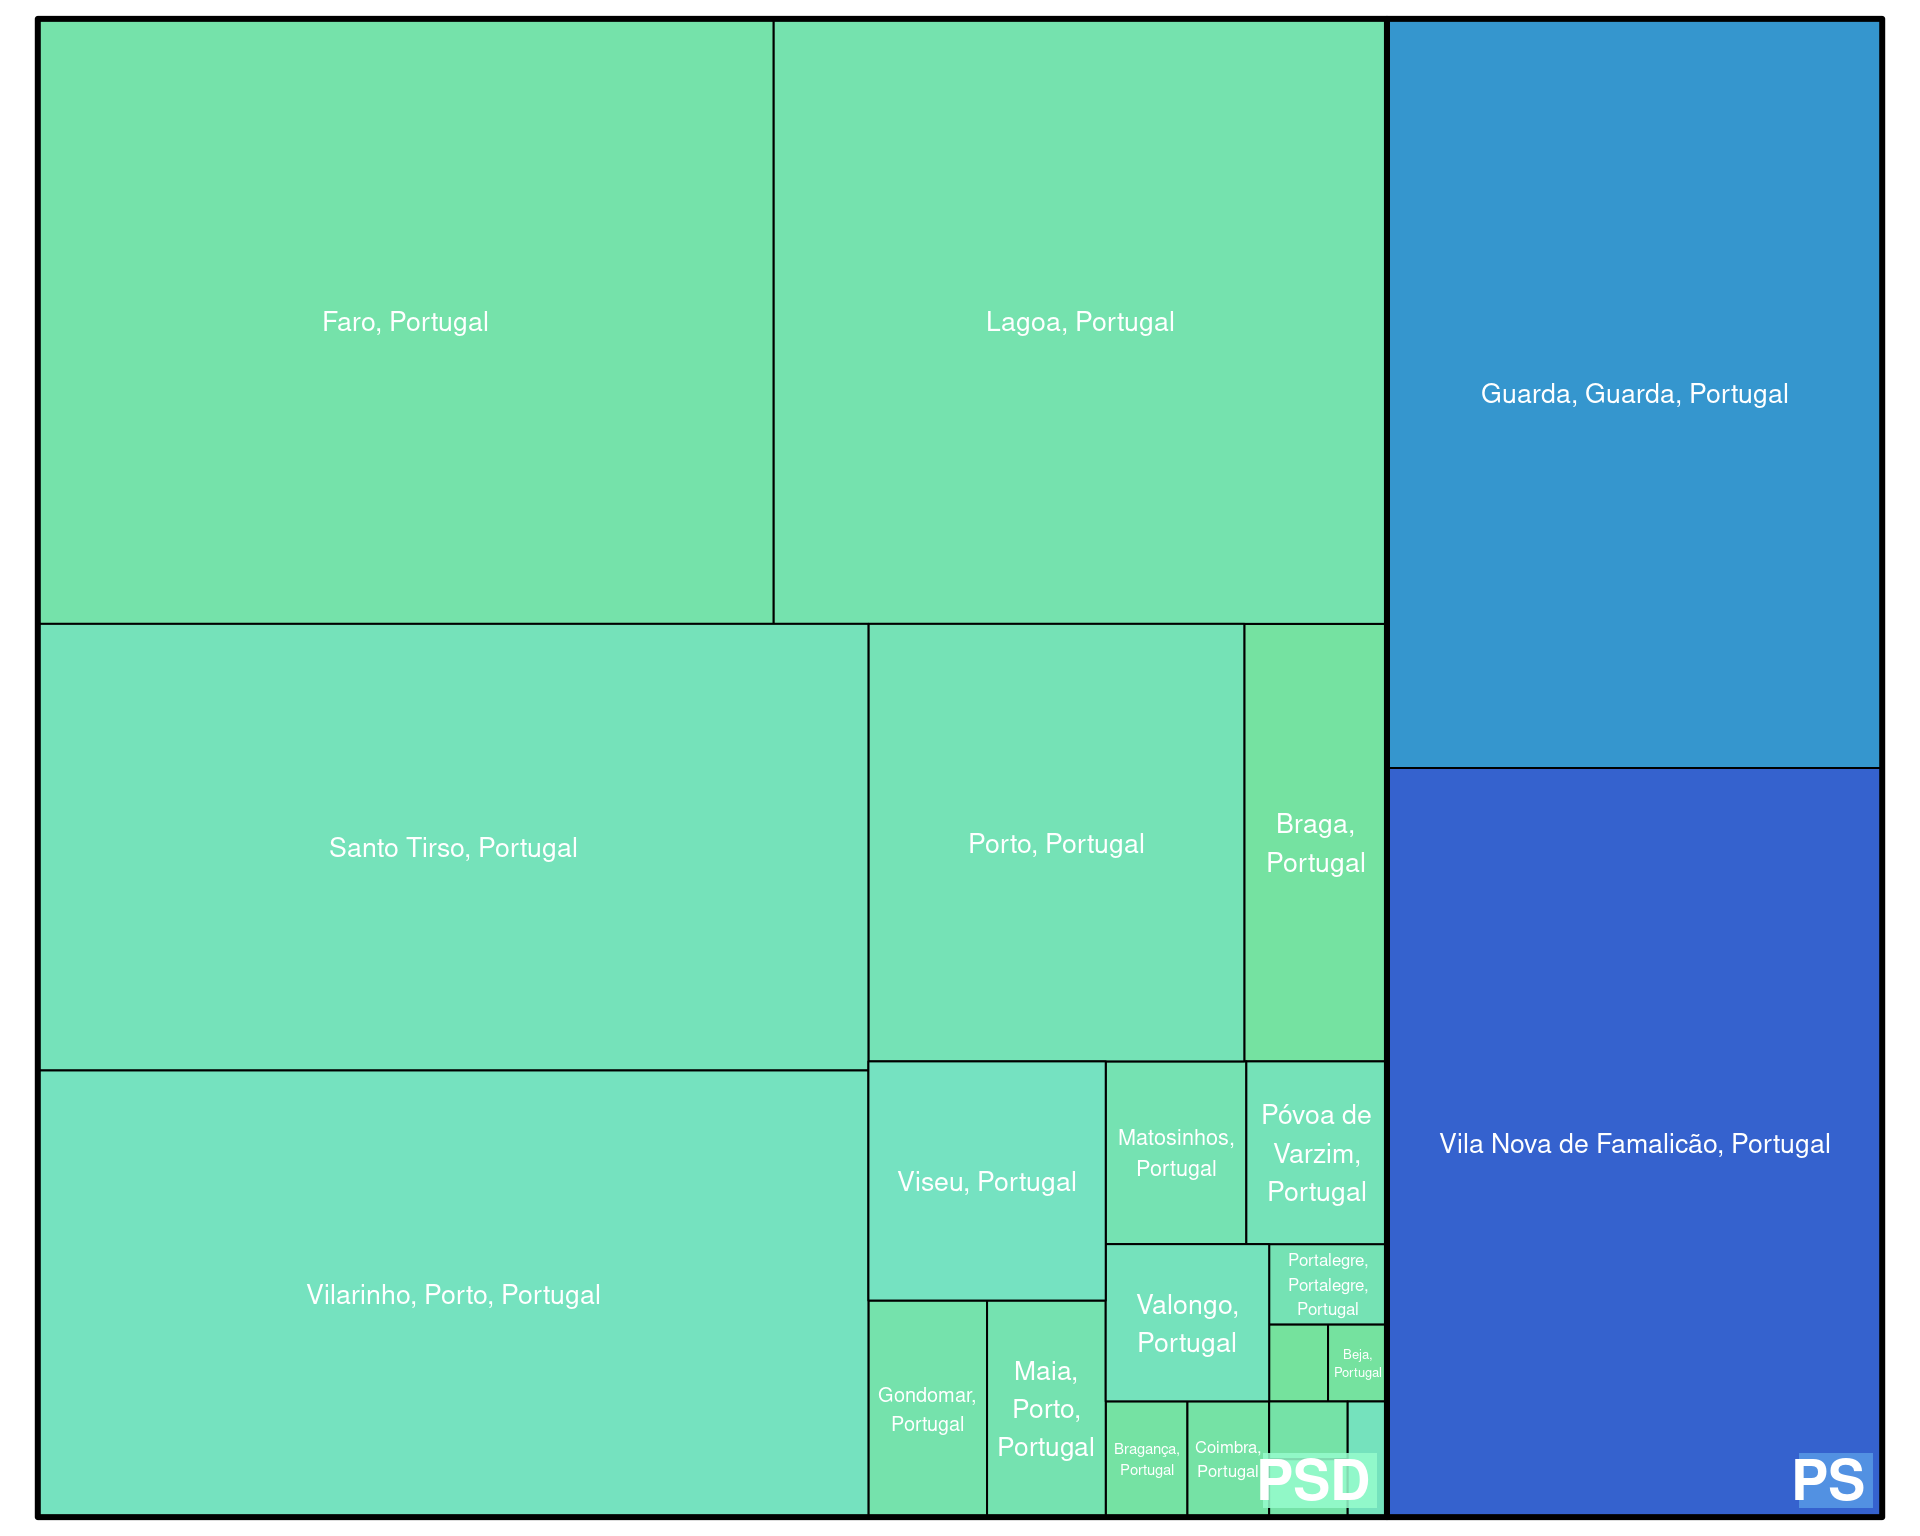 Faro, Portugal
Lagoa, Portugal
Guarda, Guarda, Portugal
Santo Tirso, Portugal
Porto, Portugal
Braga,
Portugal
Vila Nova de Famalicão, Portugal
Vilarinho, Porto, Portugal
Viseu, Portugal
Matosinhos,
Portugal
Póvoa de
Varzim,
Portugal
Valongo,
Portugal
Portalegre,
Portalegre,
Portugal
Beja,
Portugal
Gondomar,
Portugal
Maia,
Porto,
Portugal
Bragança,
Portugal
Coimbra,
Portugal
PSD
PS